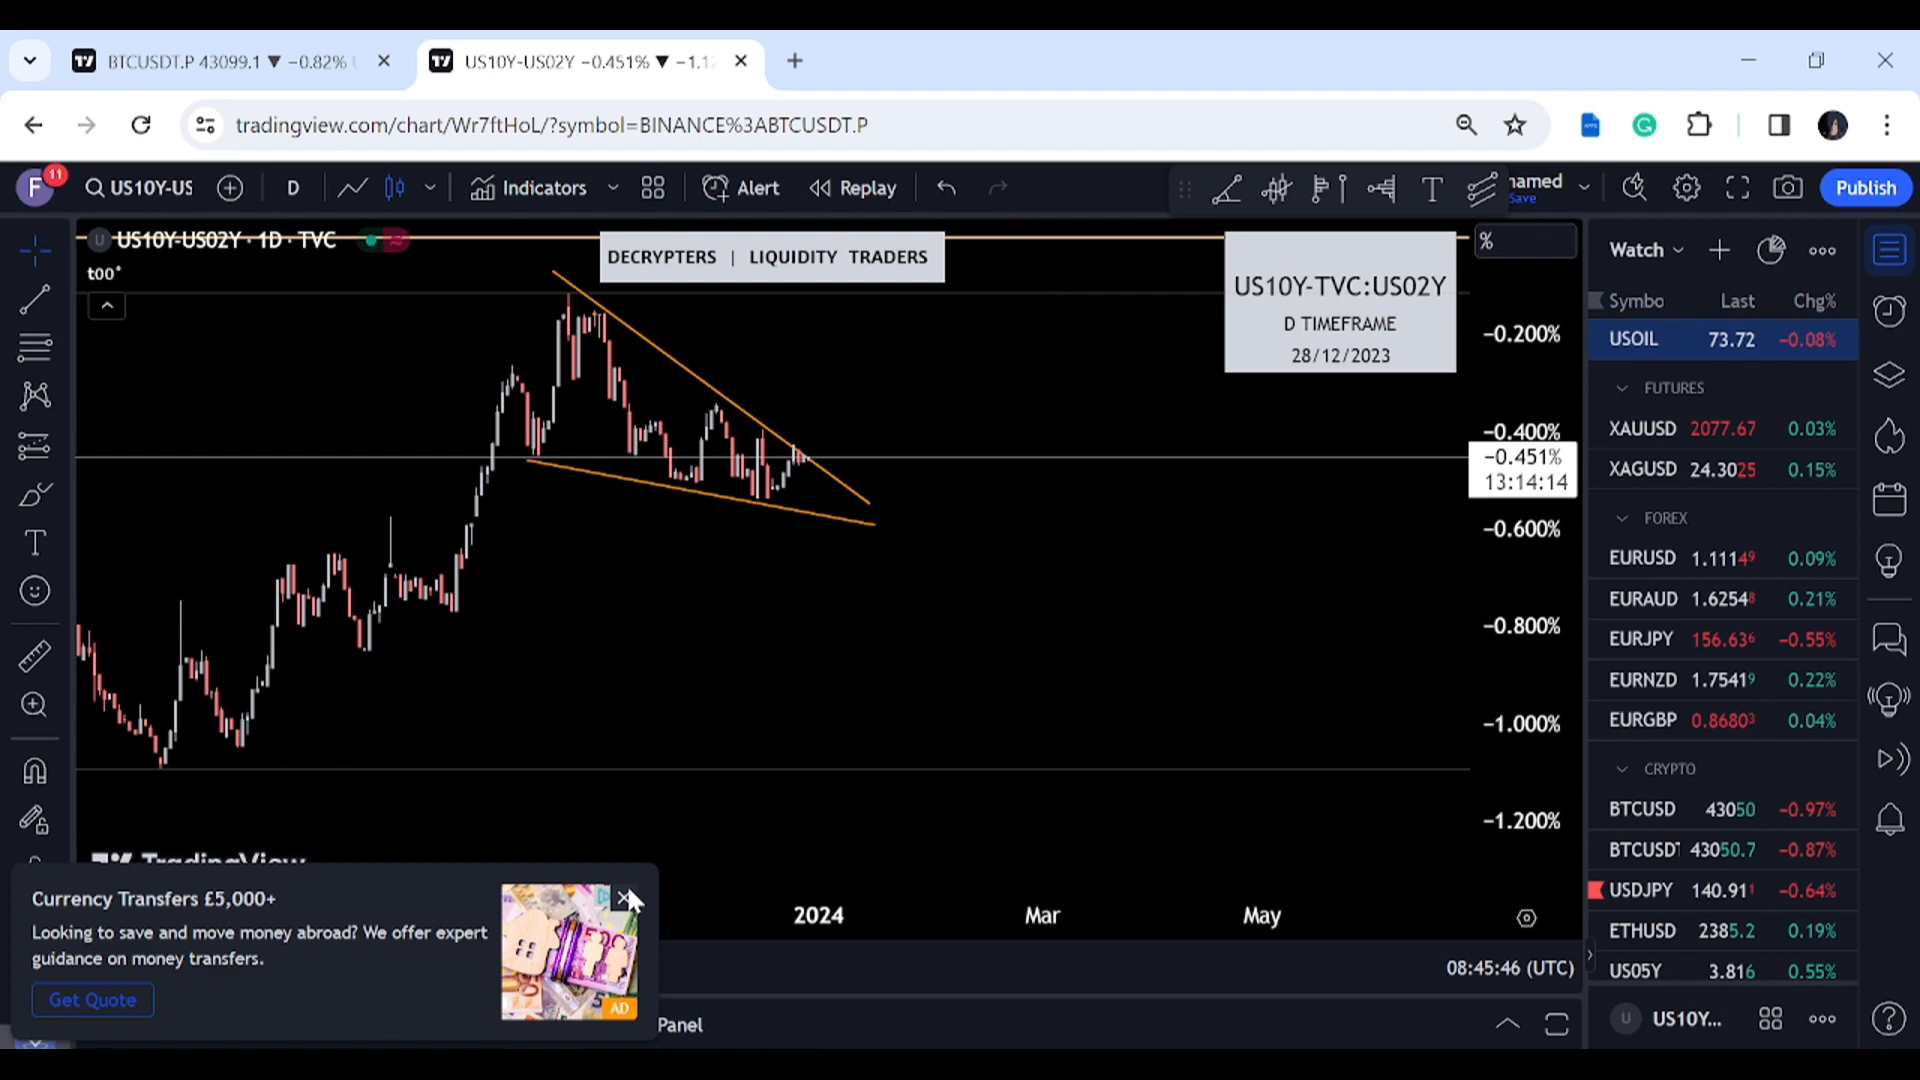 BTCUSDT.P 43099.1 ▼ −0.82%
US10Y-US02Y −0.451% ▼ −1.1
tradingview.com/chart/Wr7ftHoL/?symbol=BINANCE%3ABTCUSDT.P
F
11
US10Y-US
D
Indicators
Alert
Replay
named
Save
Publish
US10Y-US02Y · 1D · TVC
too*
DECRYPTERS | LIQUIDITY TRADERS
US10Y-TVC:US02Y
D TIMEFRAME
28/12/2023
%
−0.200%
−0.400%
−0.451%
13:14:14
−0.600%
−0.800%
−1.000%
−1.200%
2024 Mar May
08:45:46 (UTC)
TradingView
Currency Transfers £5,000+
Looking to save and move money abroad? We offer expert
guidance on money transfers.
Get Quote
AD
Panel
Watch
Symbo Last Chg%
USOIL 73.72 −0.08%
FUTURES
XAUUSD 2077.67 0.03%
XAGUSD 24.3025 0.15%
FOREX
EURUSD 1.11149 0.09%
EURAUD 1.62548 0.21%
EURJPY 156.636 −0.55%
EURNZD 1.75419 0.22%
EURGBP 0.86803 0.04%
CRYPTO
BTCUSD 43050 −0.97%
BTCUSDT 43050.7 −0.87%
USDJPY 140.911 −0.64%
ETHUSD 2385.2 0.19%
US05Y 3.816 0.55%
U US10Y...